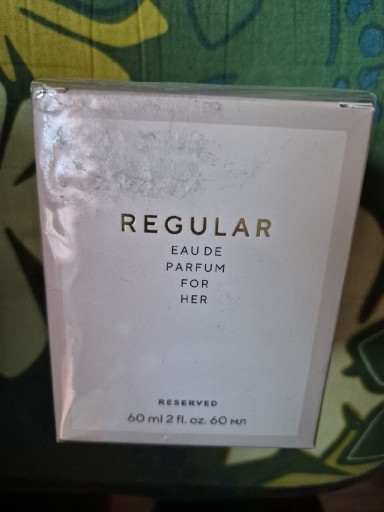 REGULAR
EAU DE
PARFUM
FOR
HER
RESERVED
60 ml 2 fl. oz. 60 мл